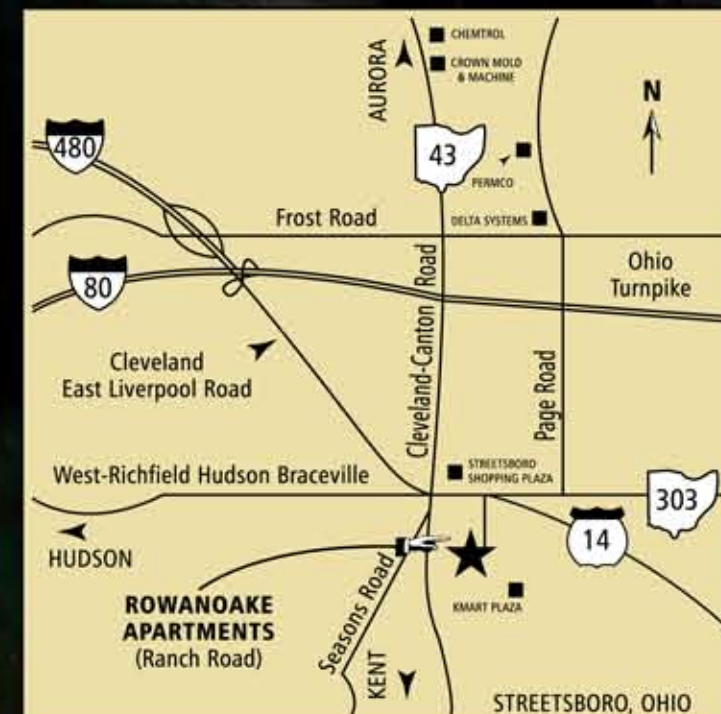 AURORA
CHEMTROL
CROWN MOLD
& MACHINE
N
480
43
PERMCO
Frost Road
DELTA SYSTEMS
80
Ohio
Turnpike
Cleveland
East Liverpool Road
Cleveland-Canton Road
Page Road
West-Richfield Hudson Braceville
STREETSBORO
SHOPPING PLAZA
303
14
HUDSON
ROWANOAKE
APARTMENTS
(Ranch Road)
Seasons Road
KMART PLAZA
KENT
STREETSBORO, OHIO